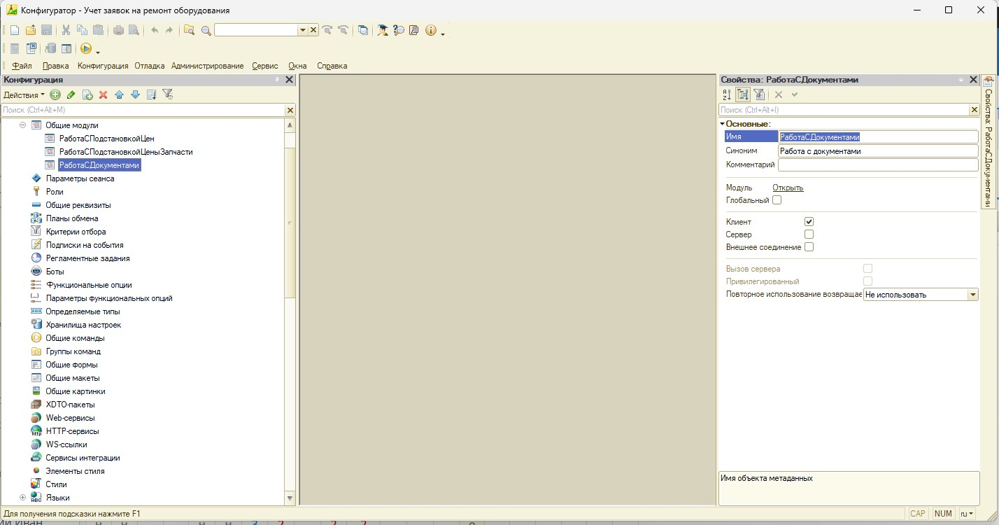 Конфигуратор - Учет заявок на ремонт оборудования
Файл Правка Конфигурация Отладка Администрирование Сервис Окна Справка
Конфигурация
Действия
Поиск (Ctrl+Alt+M)
Общие модули
РаботаСПодстановкойЦен
РаботаСПодстановкойЦеныЗапчасти
РаботаСДокументами
Параметры сеанса
Роли
Общие реквизиты
Планы обмена
Критерии отбора
Подписки на события
Регламентные задания
Боты
Функциональные опции
Параметры функциональных опций
Определяемые типы
Хранилища настроек
Общие команды
Группы команд
Общие формы
Общие макеты
Общие картинки
XDTO-пакеты
Web-сервисы
HTTP-сервисы
WS-ссылки
Сервисы интеграции
Элементы стиля
Стили
Языки
Свойства: РаботаСДокументами
Поиск (Ctrl+Alt+I)
Основные:
Имя РаботаСДокументами
Синоним Работа с документами
Комментарий
Модуль Открыть
Глобальный
Клиент
Сервер
Внешнее соединение
Вызов сервера
Привилегированный
Повторное использование возвращае Не использовать
Имя объекта метаданных
Свойства: РаботаСДокументами
Для получения подсказки нажмите F1
CAP NUM ru